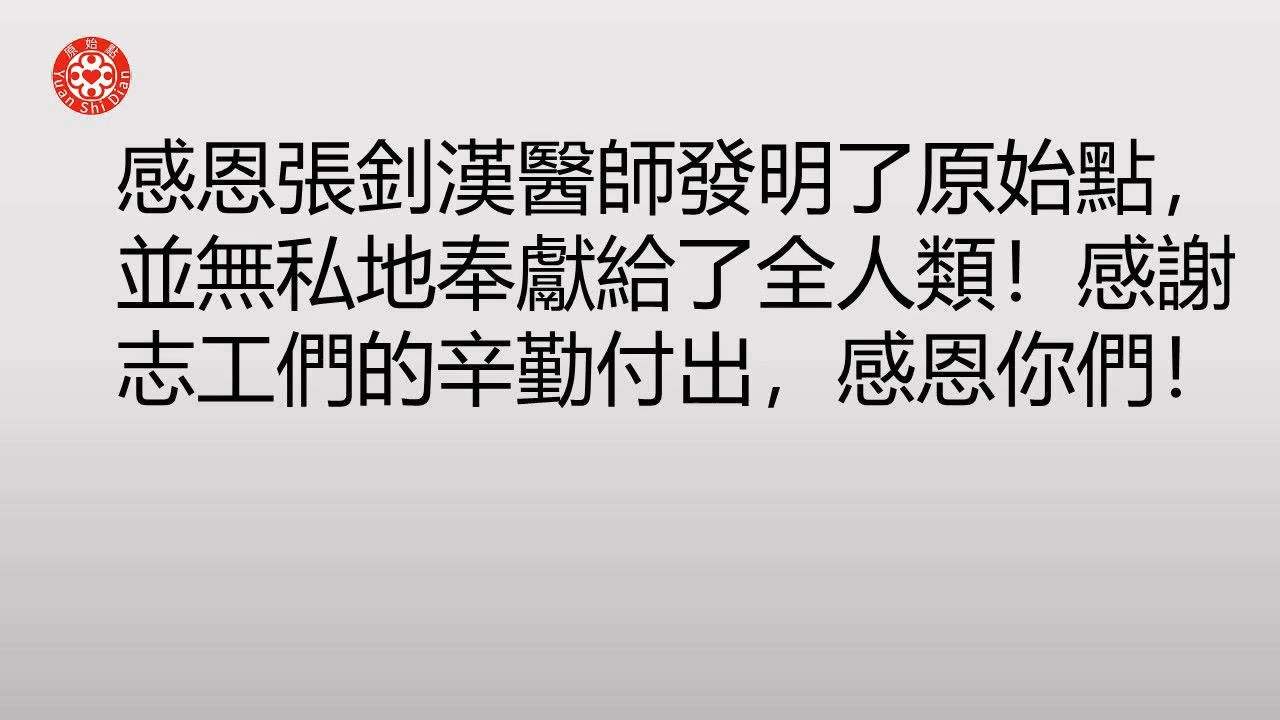 原始點
Yuan Shi Dian
感恩張釗漢醫師發明了原始點，
並無私地奉獻給了全人類！感謝
志工們的辛勤付出，感恩你們！